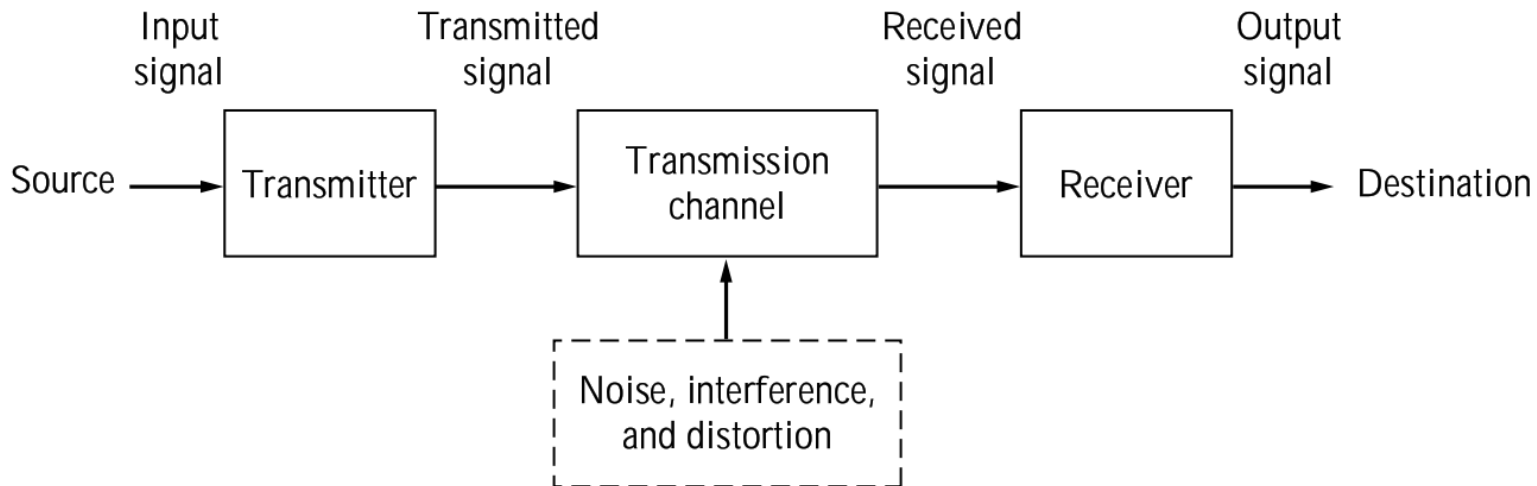 Input
signal
Transmitted
signal
Received
signal
Output
signal
Source
Transmitter
Transmission
channel
Receiver
Destination
Noise, interference,
and distortion